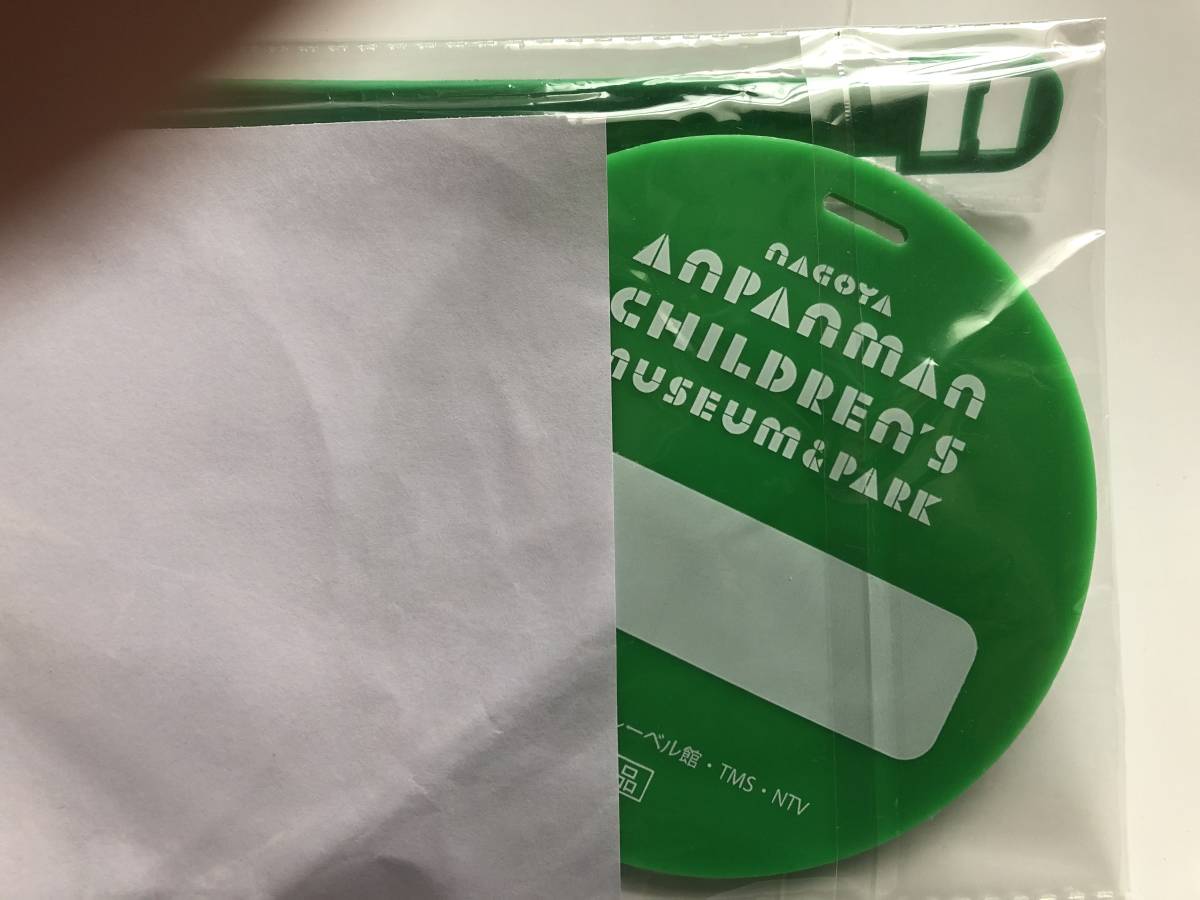 NAGOYA
ANPANMAN
CHILDREN'S
MUSEUM & PARK
ーベル館・TMS・NTV
品